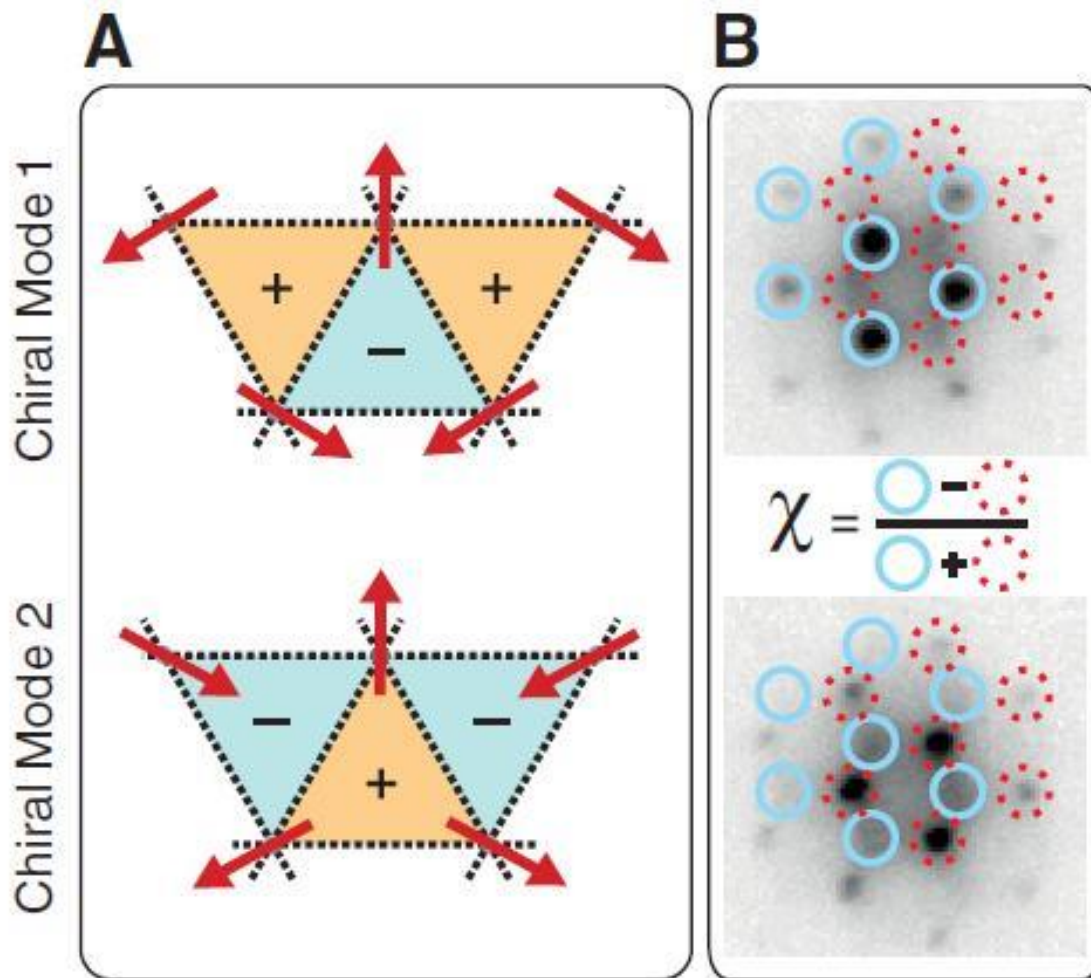 A
B
Chiral Mode 1
+
+
−
χ = − / +
Chiral Mode 2
−
−
+